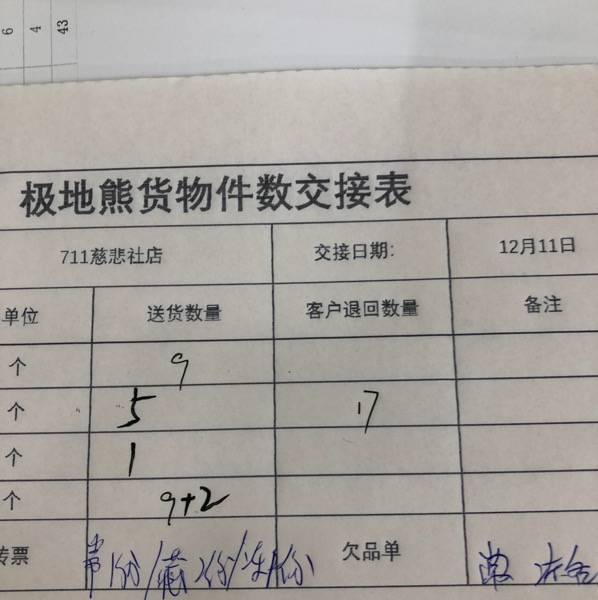 6
4
43
极地熊货物件数交接表
711慈悲社店 交接日期: 12月11日
单位 送货数量 客户退回数量 备注
个 9
个 5 17
个 1
个 9+2
票 欠品单